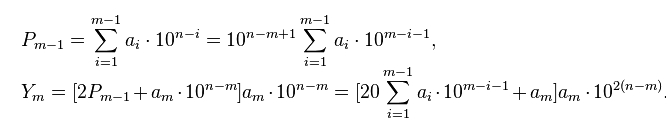 P_{m-1} = \sum_{i=1}^{m-1} a_i \cdot 10^{n-i} = 10^{n-m+1} \sum_{i=1}^{m-1} a_i \cdot 10^{m-i-1},
Y_m = [2P_{m-1} + a_m \cdot 10^{n-m}]a_m \cdot 10^{n-m} = [20 \sum_{i=1}^{m-1} a_i \cdot 10^{m-i-1} + a_m]a_m \cdot 10^{2(n-m)}.